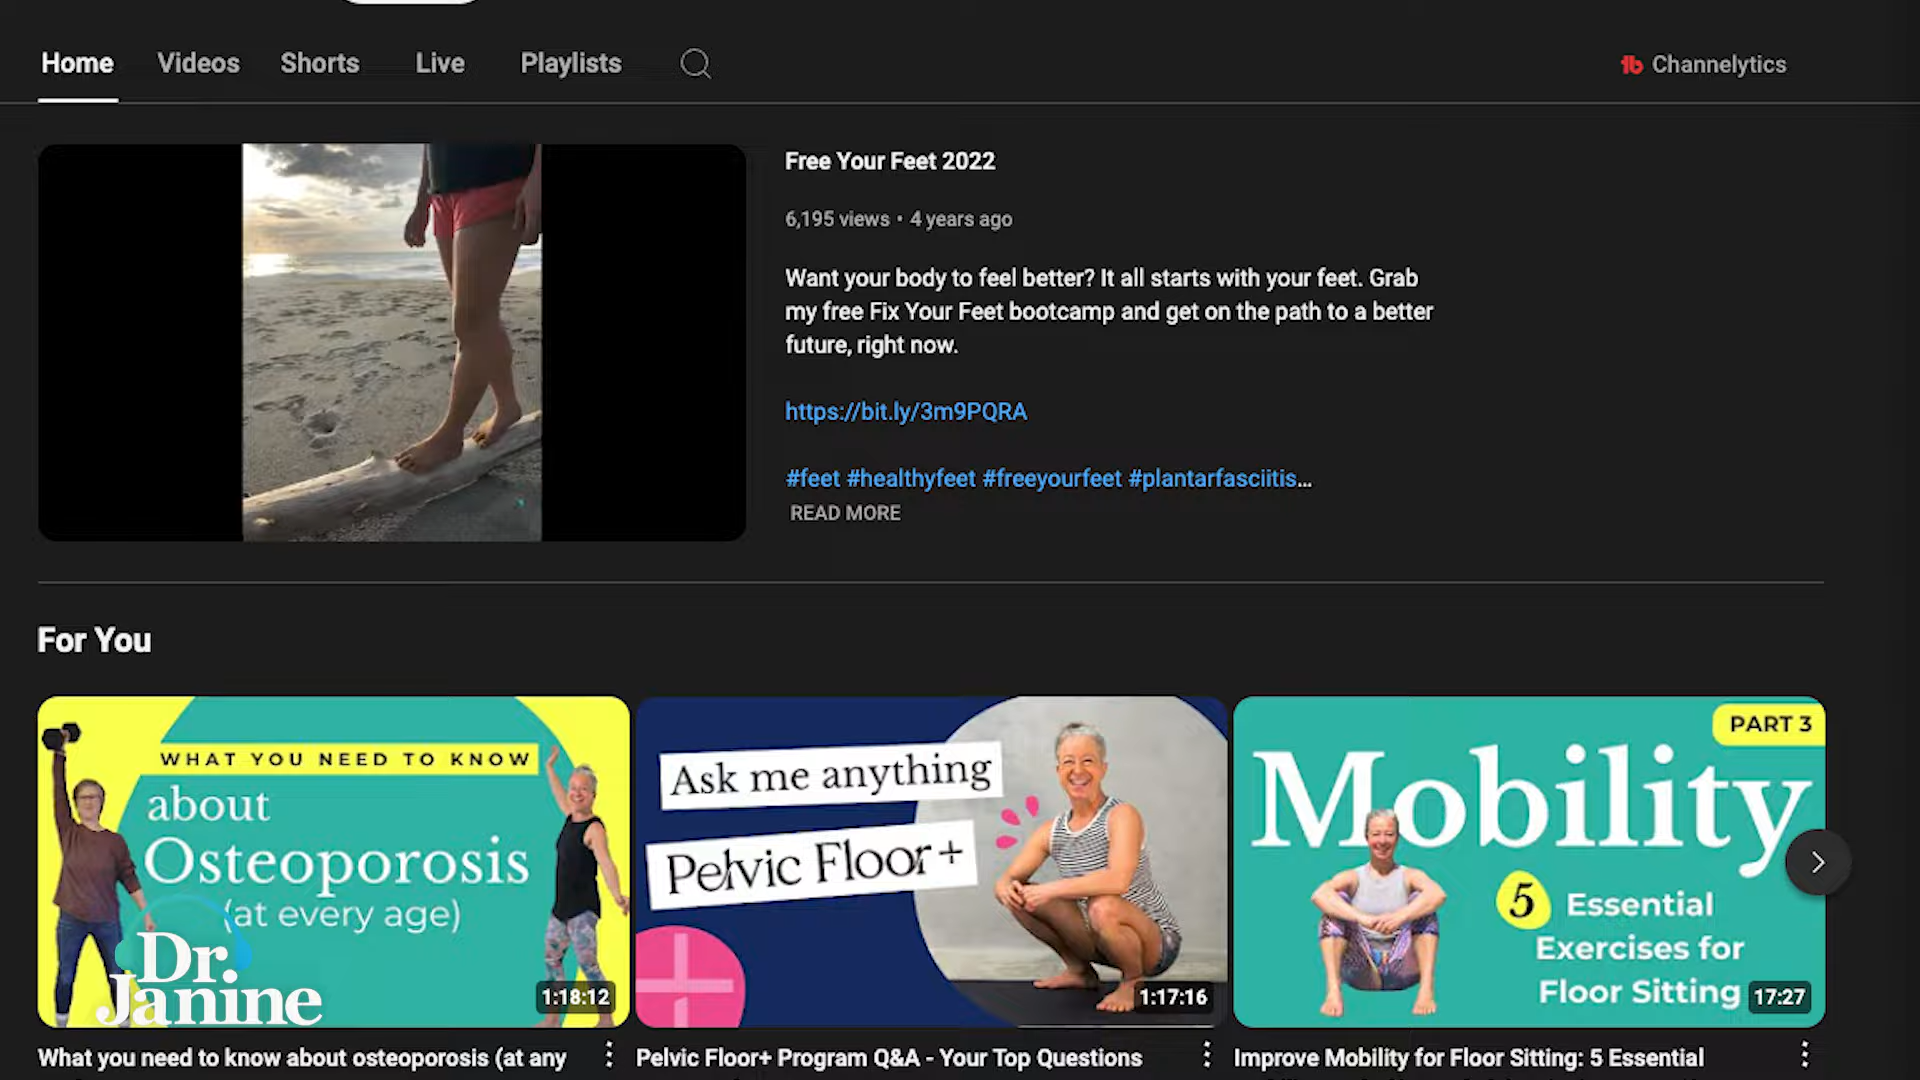 Home Videos Shorts Live Playlists
Channelytics
Free Your Feet 2022
6,195 views • 4 years ago
Want your body to feel better? It all starts with your feet. Grab
my free Fix Your Feet bootcamp and get on the path to a better
future, right now.
https://bit.ly/3m9PQRA
#feet #healthyfeet #freeyourfeet #plantarfasciitis...
READ MORE
For You
WHAT YOU NEED TO KNOW
about
Osteoporosis
(at every age)
Dr.
Janine
1:18:12
What you need to know about osteoporosis (at any
Ask me anything
Pelvic Floor+
1:17:16
Pelvic Floor+ Program Q&A - Your Top Questions
PART 3
Mobility
5 Essential
Exercises for
Floor Sitting
17:27
Improve Mobility for Floor Sitting: 5 Essential